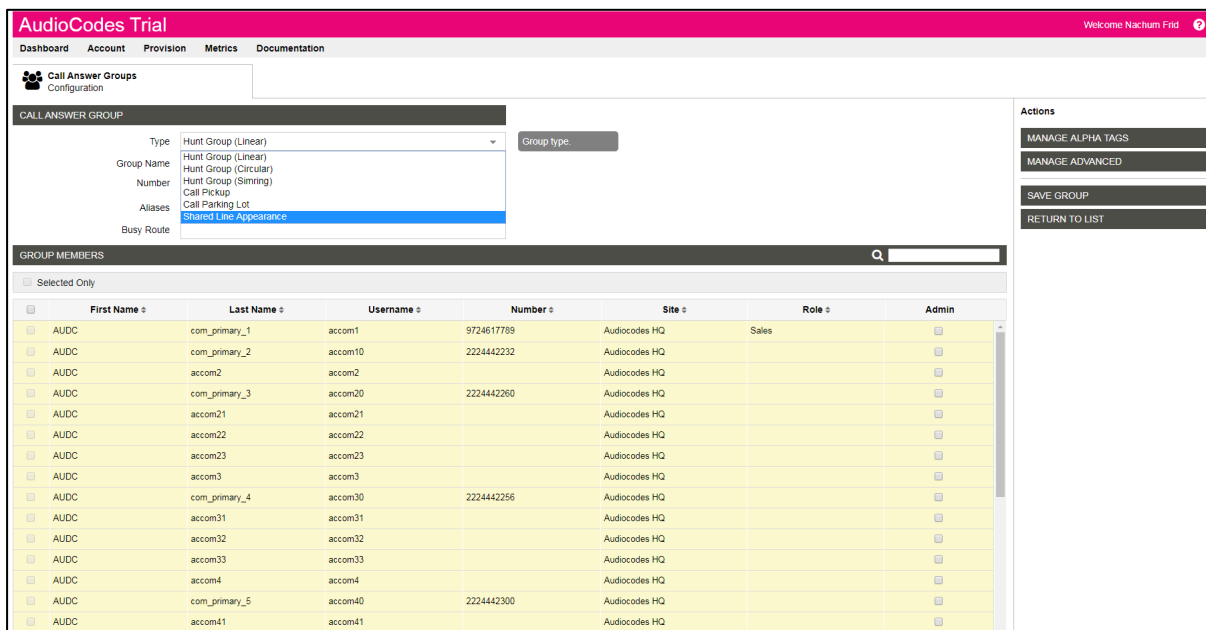 AudioCodes Trial
Welcome Nachum Frid ?
Dashboard Account Provision Metrics Documentation
Call Answer Groups
Configuration
CALL ANSWER GROUP
Type Hunt Group (Linear) Group type.
Hunt Group (Linear)
Group Name
Hunt Group (Circular)
Hunt Group (Simring)
Number
Call Pickup
Call Parking Lot
Aliases
Shared Line Appearance
Busy Route
GROUP MEMBERS
Selected Only
First Name Last Name Username Number Site Role Admin
AUDC com_primary_1 accom1 9724617789 Audiocodes HQ Sales
AUDC com_primary_2 accom10 2224442232 Audiocodes HQ
AUDC accom2 accom2 Audiocodes HQ
AUDC com_primary_3 accom20 2224442260 Audiocodes HQ
AUDC accom21 accom21 Audiocodes HQ
AUDC accom22 accom22 Audiocodes HQ
AUDC accom23 accom23 Audiocodes HQ
AUDC accom3 accom3 Audiocodes HQ
AUDC com_primary_4 accom30 2224442256 Audiocodes HQ
AUDC accom31 accom31 Audiocodes HQ
AUDC accom32 accom32 Audiocodes HQ
AUDC accom33 accom33 Audiocodes HQ
AUDC accom4 accom4 Audiocodes HQ
AUDC com_primary_5 accom40 2224442300 Audiocodes HQ
AUDC accom41 accom41 Audiocodes HQ
Actions
MANAGE ALPHA TAGS
MANAGE ADVANCED
SAVE GROUP
RETURN TO LIST